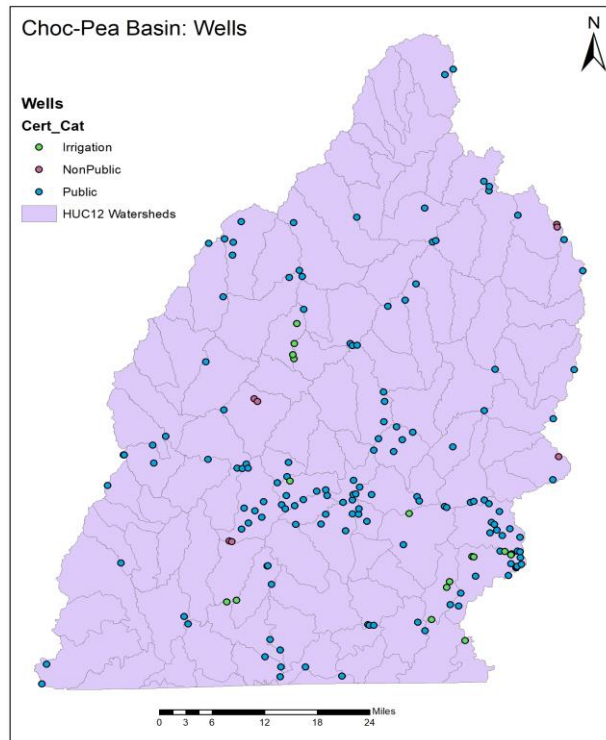 Choc-Pea Basin: Wells
N
Wells
Cert_Cat
Irrigation
NonPublic
Public
HUC12 Watersheds
Miles
0 3 6 12 18 24